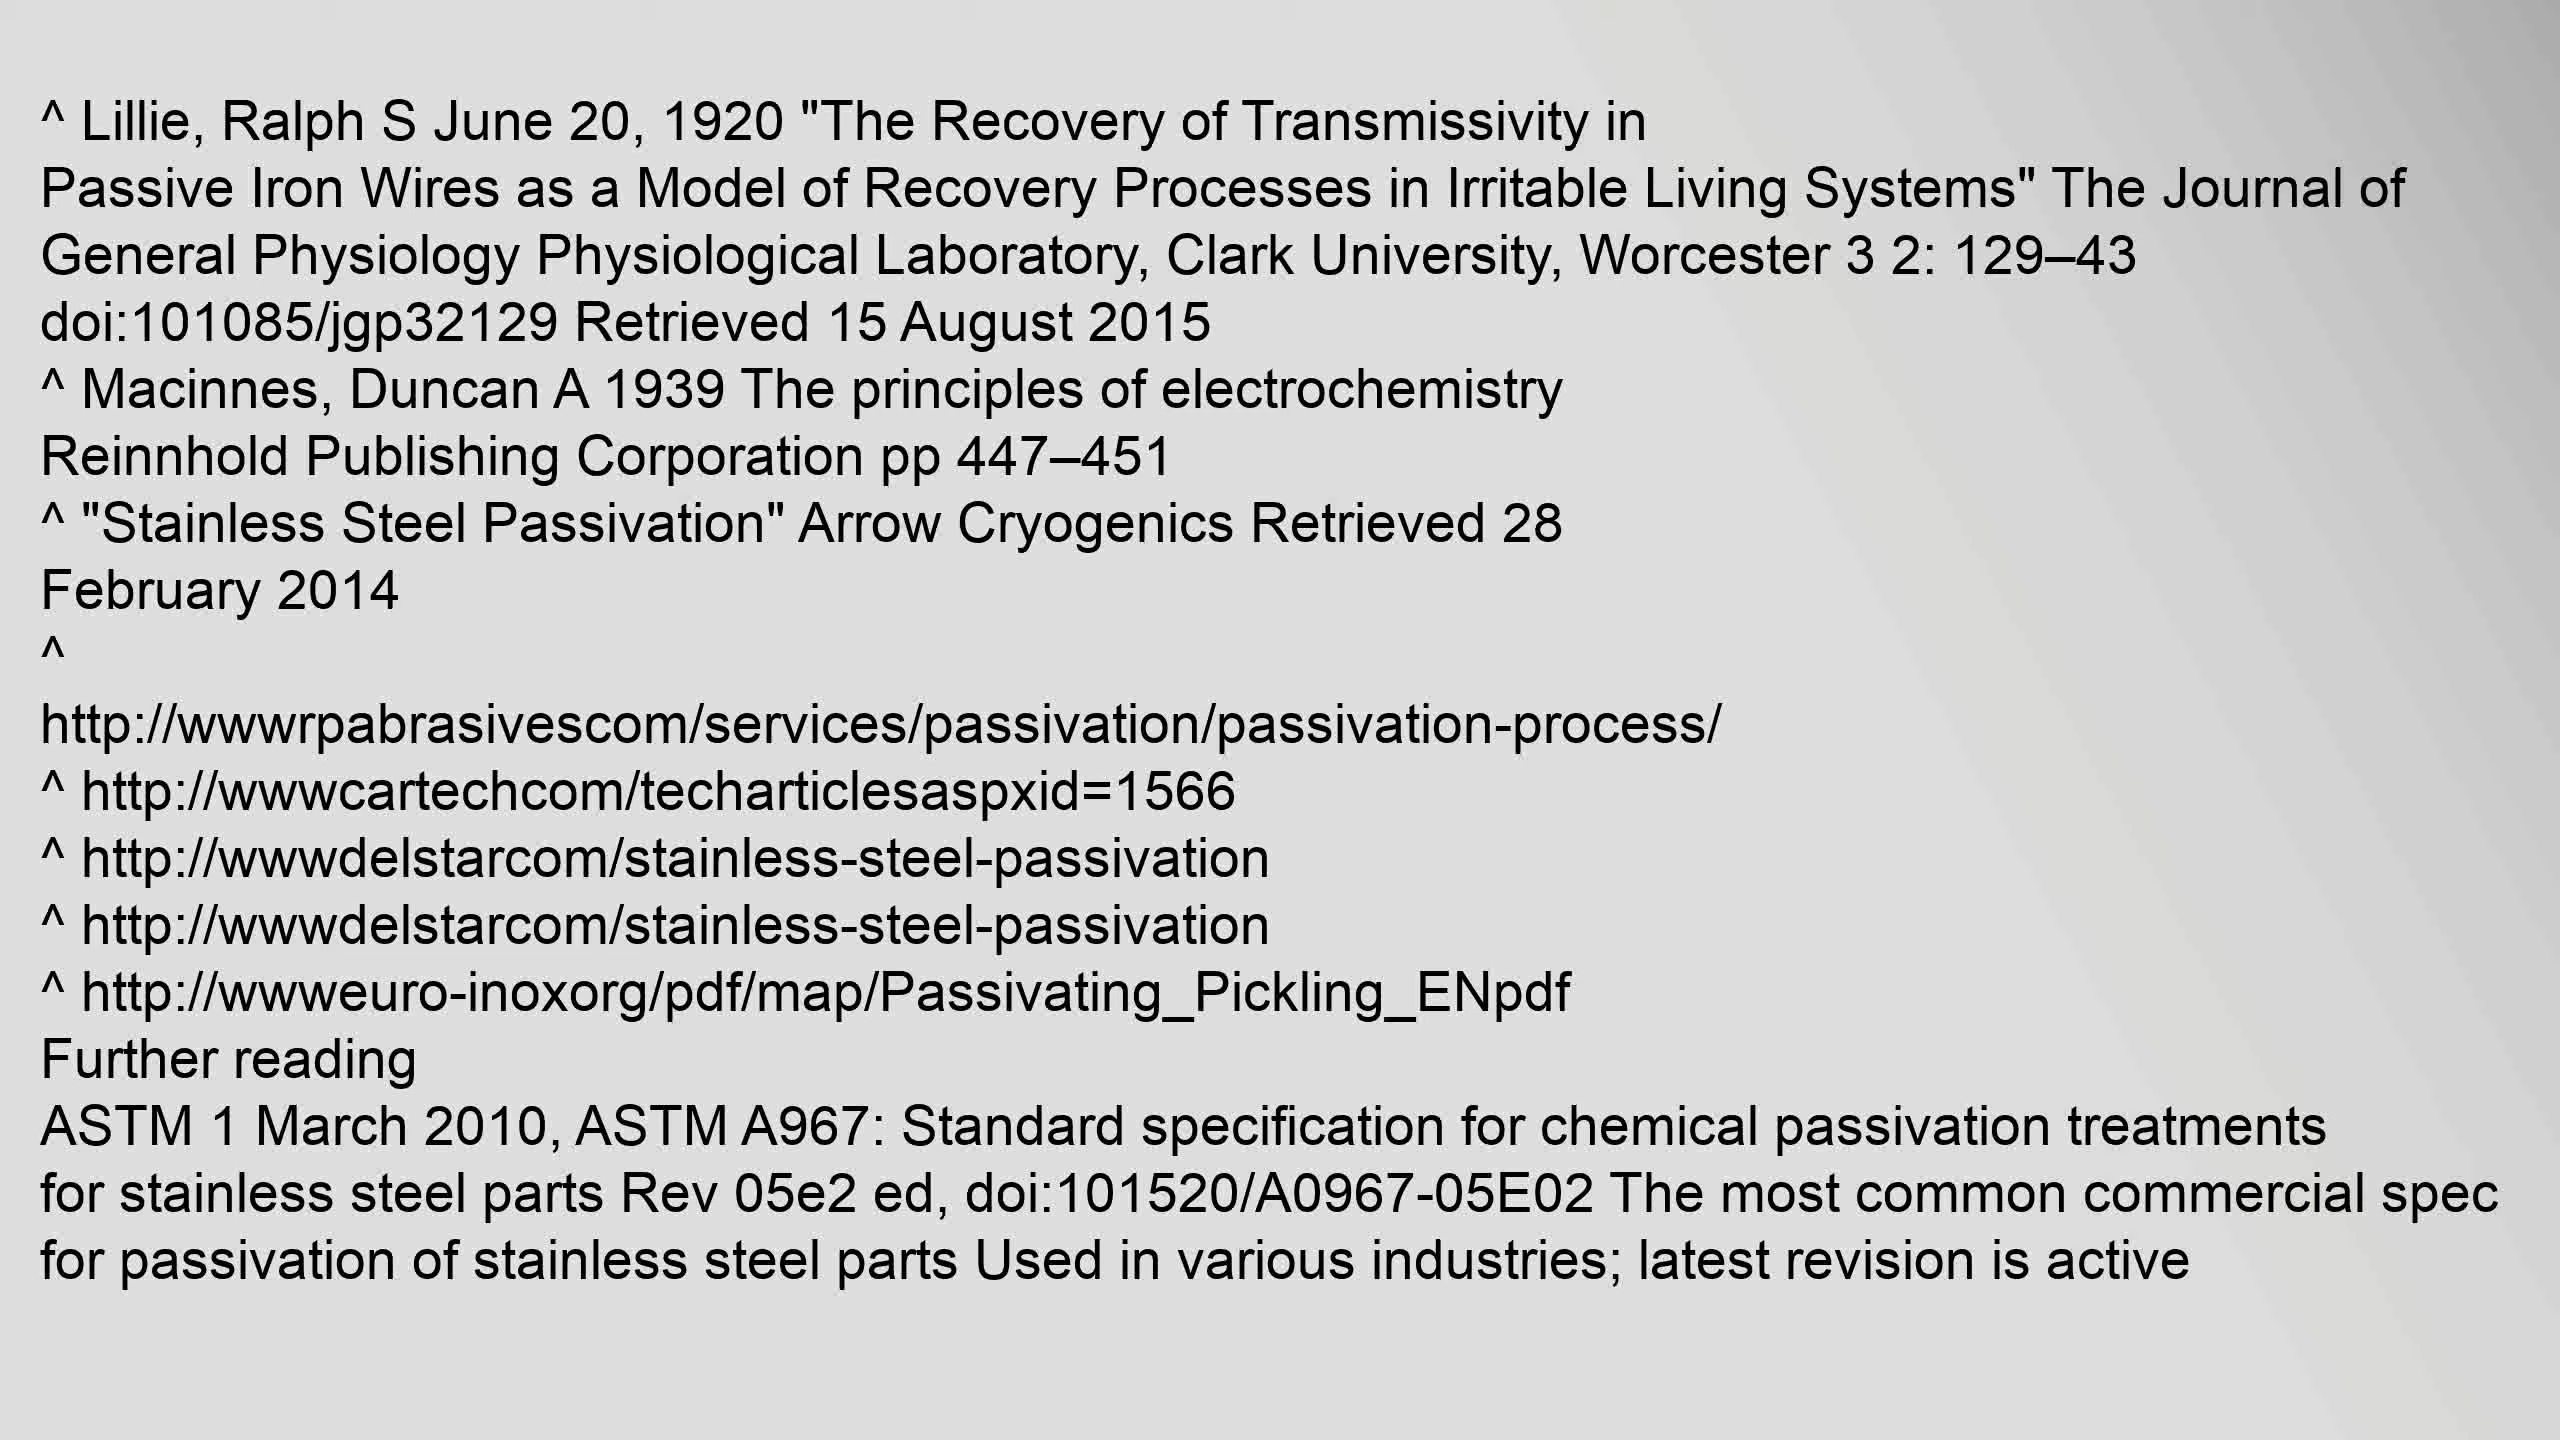 ^ Lillie, Ralph S June 20, 1920 "The Recovery of Transmissivity in
Passive Iron Wires as a Model of Recovery Processes in Irritable Living Systems" The Journal of
General Physiology Physiological Laboratory, Clark University, Worcester 3 2: 129–43
doi:101085/jgp32129 Retrieved 15 August 2015
^ Macinnes, Duncan A 1939 The principles of electrochemistry
Reinnhold Publishing Corporation pp 447–451
^ "Stainless Steel Passivation" Arrow Cryogenics Retrieved 28
February 2014
^
http://wwwrpabrasivescom/services/passivation/passivation-process/
^ http://wwwcartechcom/techarticlesaspxid=1566
^ http://wwwdelstarcom/stainless-steel-passivation
^ http://wwwdelstarcom/stainless-steel-passivation
^ http://wwweuro-inoxorg/pdf/map/Passivating_Pickling_ENpdf
Further reading
ASTM 1 March 2010, ASTM A967: Standard specification for chemical passivation treatments
for stainless steel parts Rev 05e2 ed, doi:101520/A0967-05E02 The most common commercial spec
for passivation of stainless steel parts Used in various industries; latest revision is active